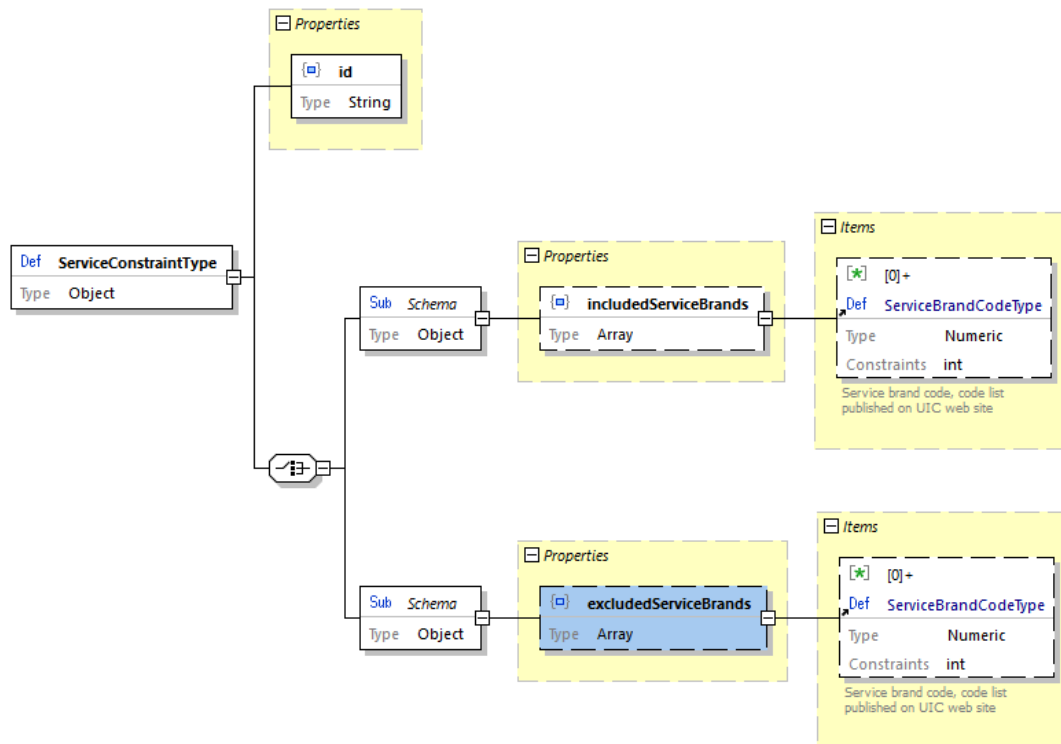 Properties
id
Type String
Def ServiceConstraintType
Type Object
Sub Schema
Type Object
Properties
includedServiceBrands
Type Array
Items
[*] [0]+
Def ServiceBrandCodeType
Type Numeric
Constraints int
Service brand code, code list
published on UIC web site
Sub Schema
Type Object
Properties
excludedServiceBrands
Type Array
Items
[*] [0]+
Def ServiceBrandCodeType
Type Numeric
Constraints int
Service brand code, code list
published on UIC web site